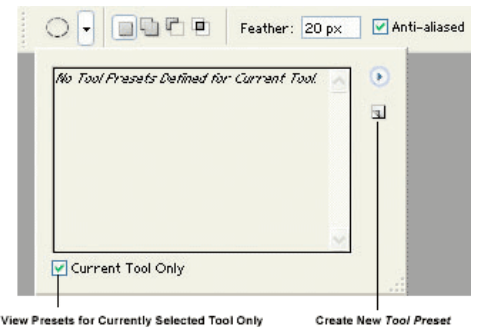 Feather: 20 px Anti-aliased
No Tool Presets Defined for Current Tool.
Current Tool Only
View Presets for Currently Selected Tool Only Create New Tool Preset